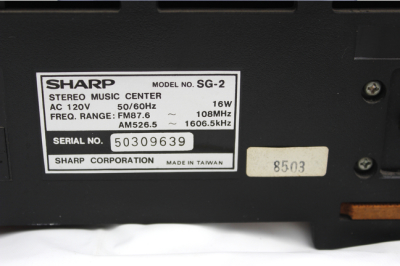 SHARP MODEL NO. SG-2
STEREO MUSIC CENTER
AC 120V 50/60Hz 16W
FREQ. RANGE: FM87.6 ~ 108MHz
AM526.5 ~ 1606.5kHz
SERIAL NO. 50309639
SHARP CORPORATION MADE IN TAIWAN
8503